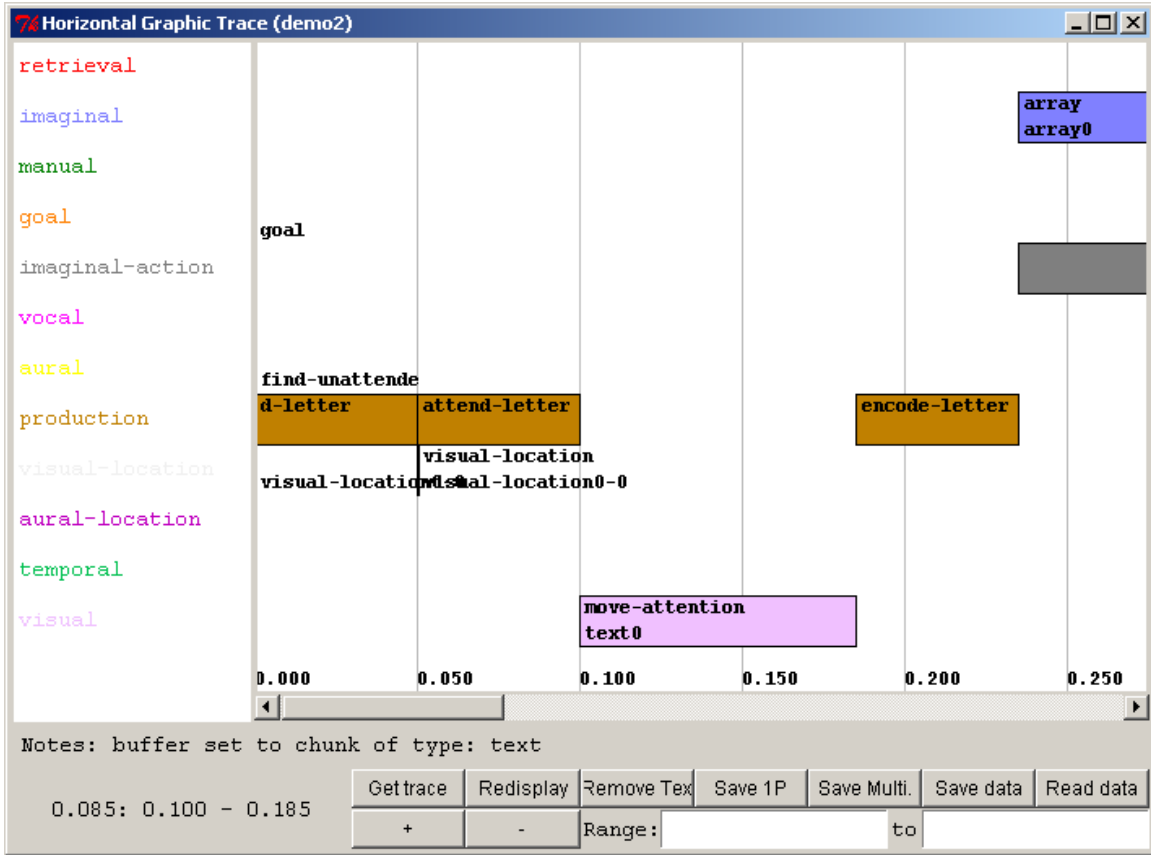 Horizontal Graphic Trace (demo2)
retrieval
imaginal
manual
goal
imaginal-action
vocal
aural
production
visual-location
aural-location
temporal
visual
array
array0
goal
find-unattende
d-letter
attend-letter
encode-letter
visual-location
visual-location0-0
move-attention
text0
0.000 0.050 0.100 0.150 0.200 0.250
Notes: buffer set to chunk of type: text
0.085: 0.100 - 0.185
Get trace Redisplay Remove Tex Save 1P Save Multi. Save data Read data
+ - Range: to